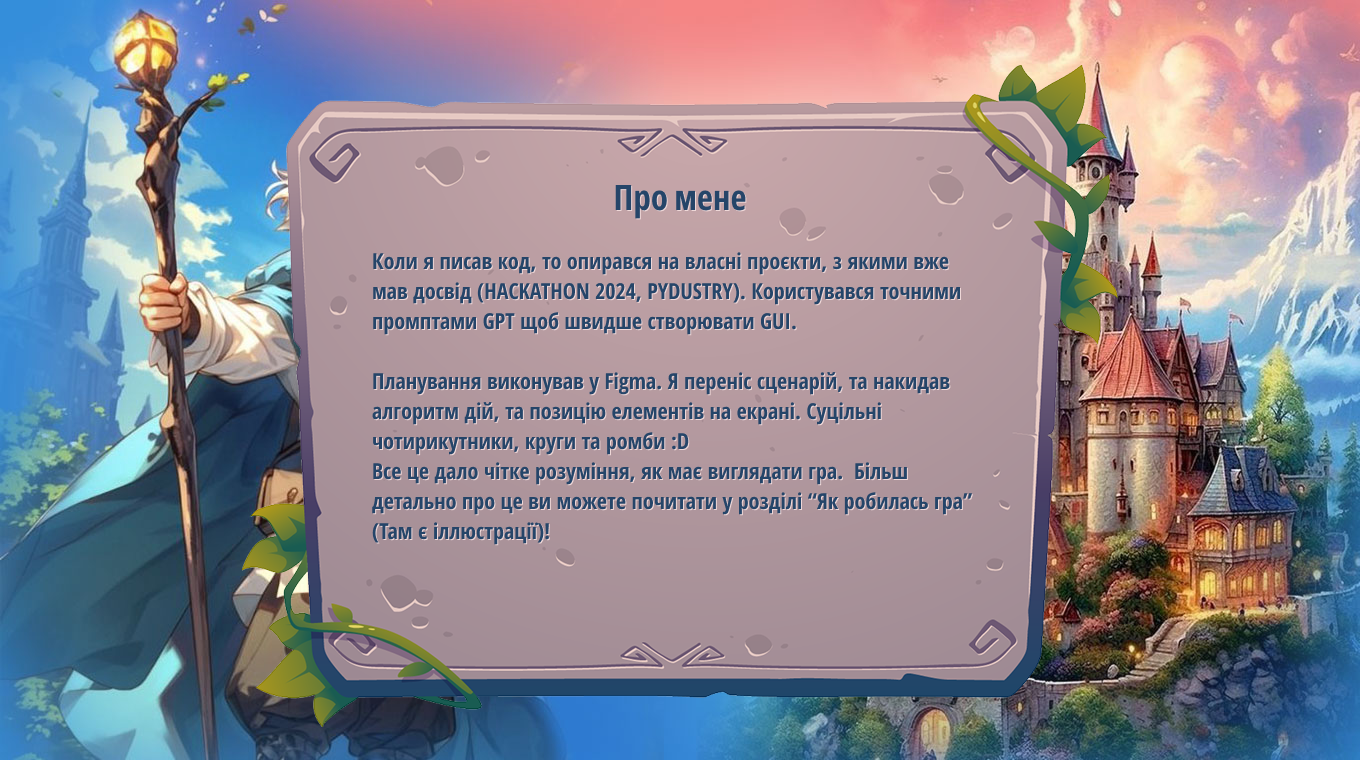 Про мене
Коли я писав код, то опирався на власні проєкти, з якими вже
мав досвід (HACKATHON 2024, PYDUSTRY). Користувався точними
промптами GPT щоб швидше створювати GUI.
Планування виконував у Figma. Я переніс сценарій, та накидав
алгоритм дій, та позицію елементів на екрані. Суцільні
чотирикутники, круги та ромби :D
Все це дало чітке розуміння, як має виглядати гра.  Більш
детально про це ви можете почитати у розділі “Як робилась гра”
(Там є іллюстрації)!